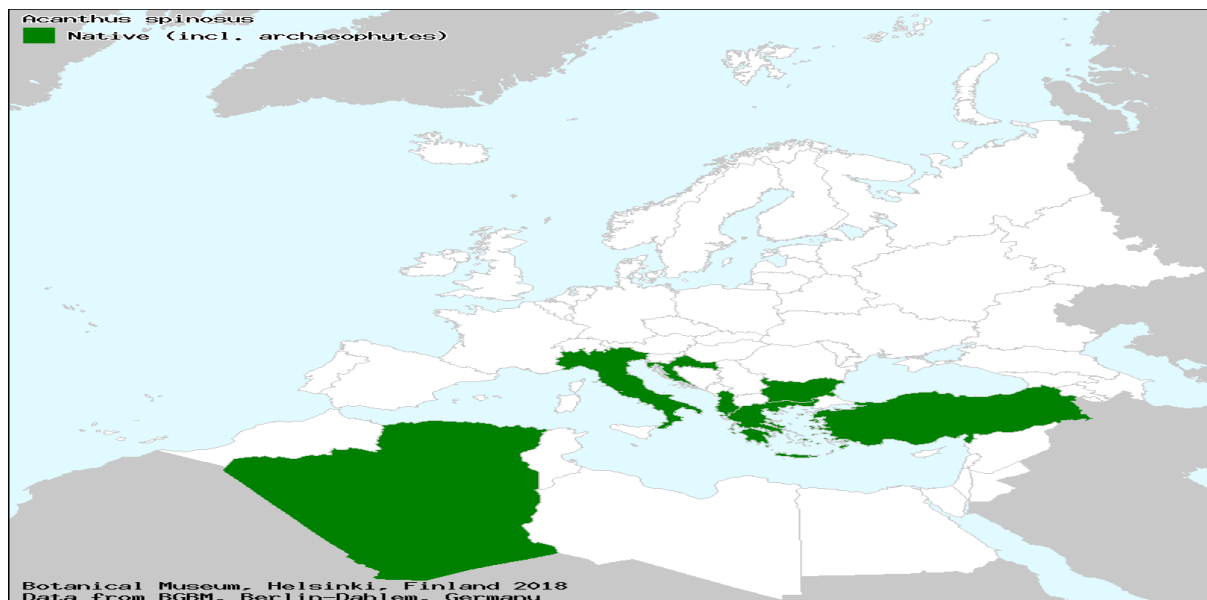 Acanthus spinosus
Native (incl. archaeophytes)
Botanical Museum, Helsinki, Finland 2018
Data from BGBM, Berlin-Dahlem, Germany